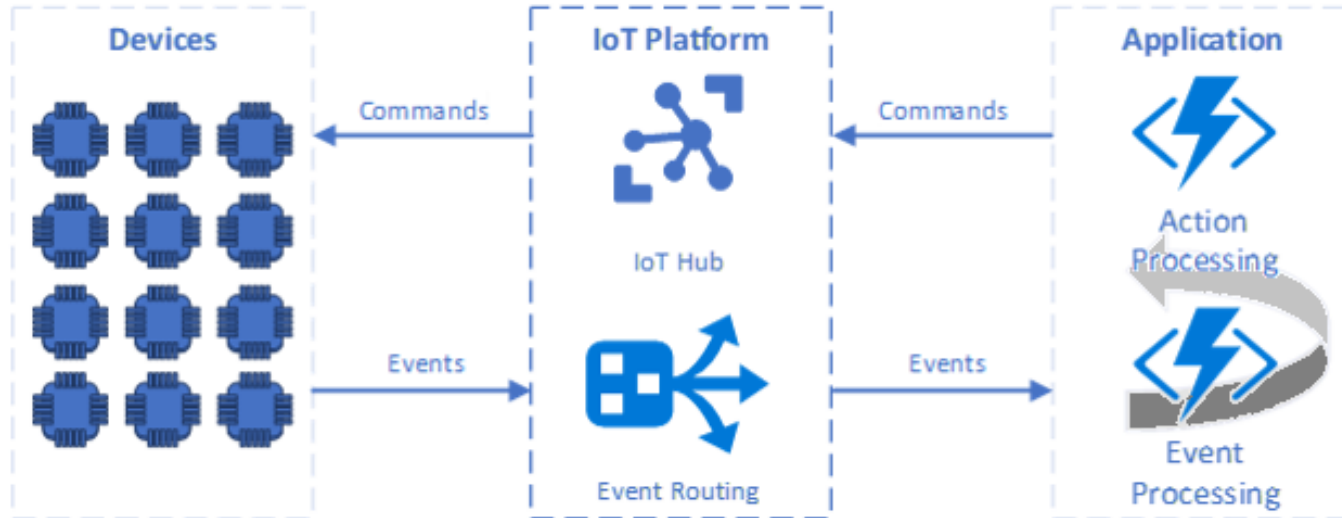 Devices
IoT Platform
Application
Commands
Commands
Action
Processing
IoT Hub
Events
Events
Event Routing
Event
Processing